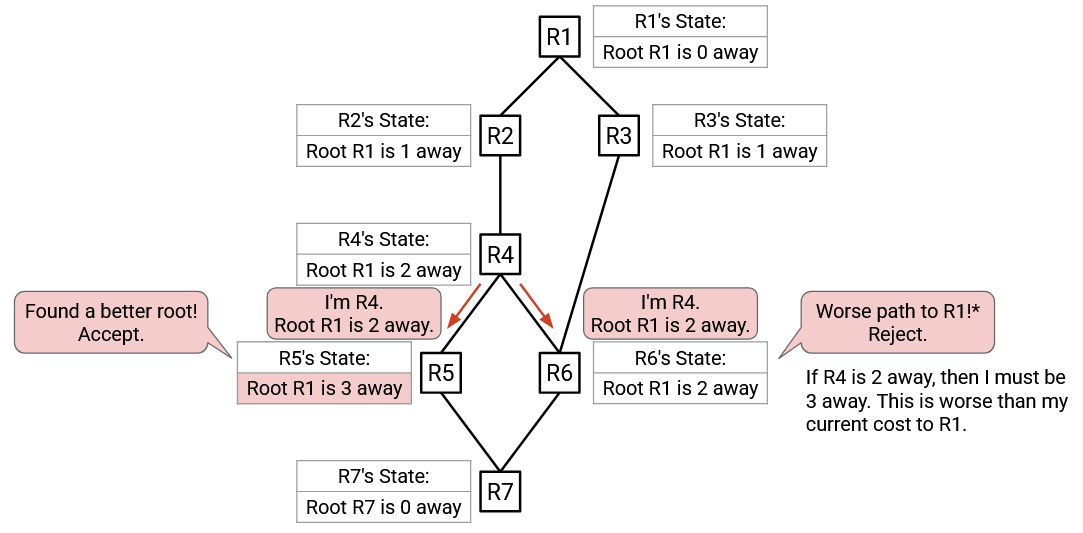 R1
R1's State:
Root R1 is 0 away
R2's State:
Root R1 is 1 away
R2
R3
R3's State:
Root R1 is 1 away
R4's State:
Root R1 is 2 away
R4
I'm R4.
Root R1 is 2 away.
I'm R4.
Root R1 is 2 away.
Found a better root!
Accept.
Worse path to R1!*
Reject.
R5's State:
Root R1 is 3 away
R5
R6
R6's State:
Root R1 is 2 away
If R4 is 2 away, then I must be
3 away. This is worse than my
current cost to R1.
R7's State:
Root R7 is 0 away
R7